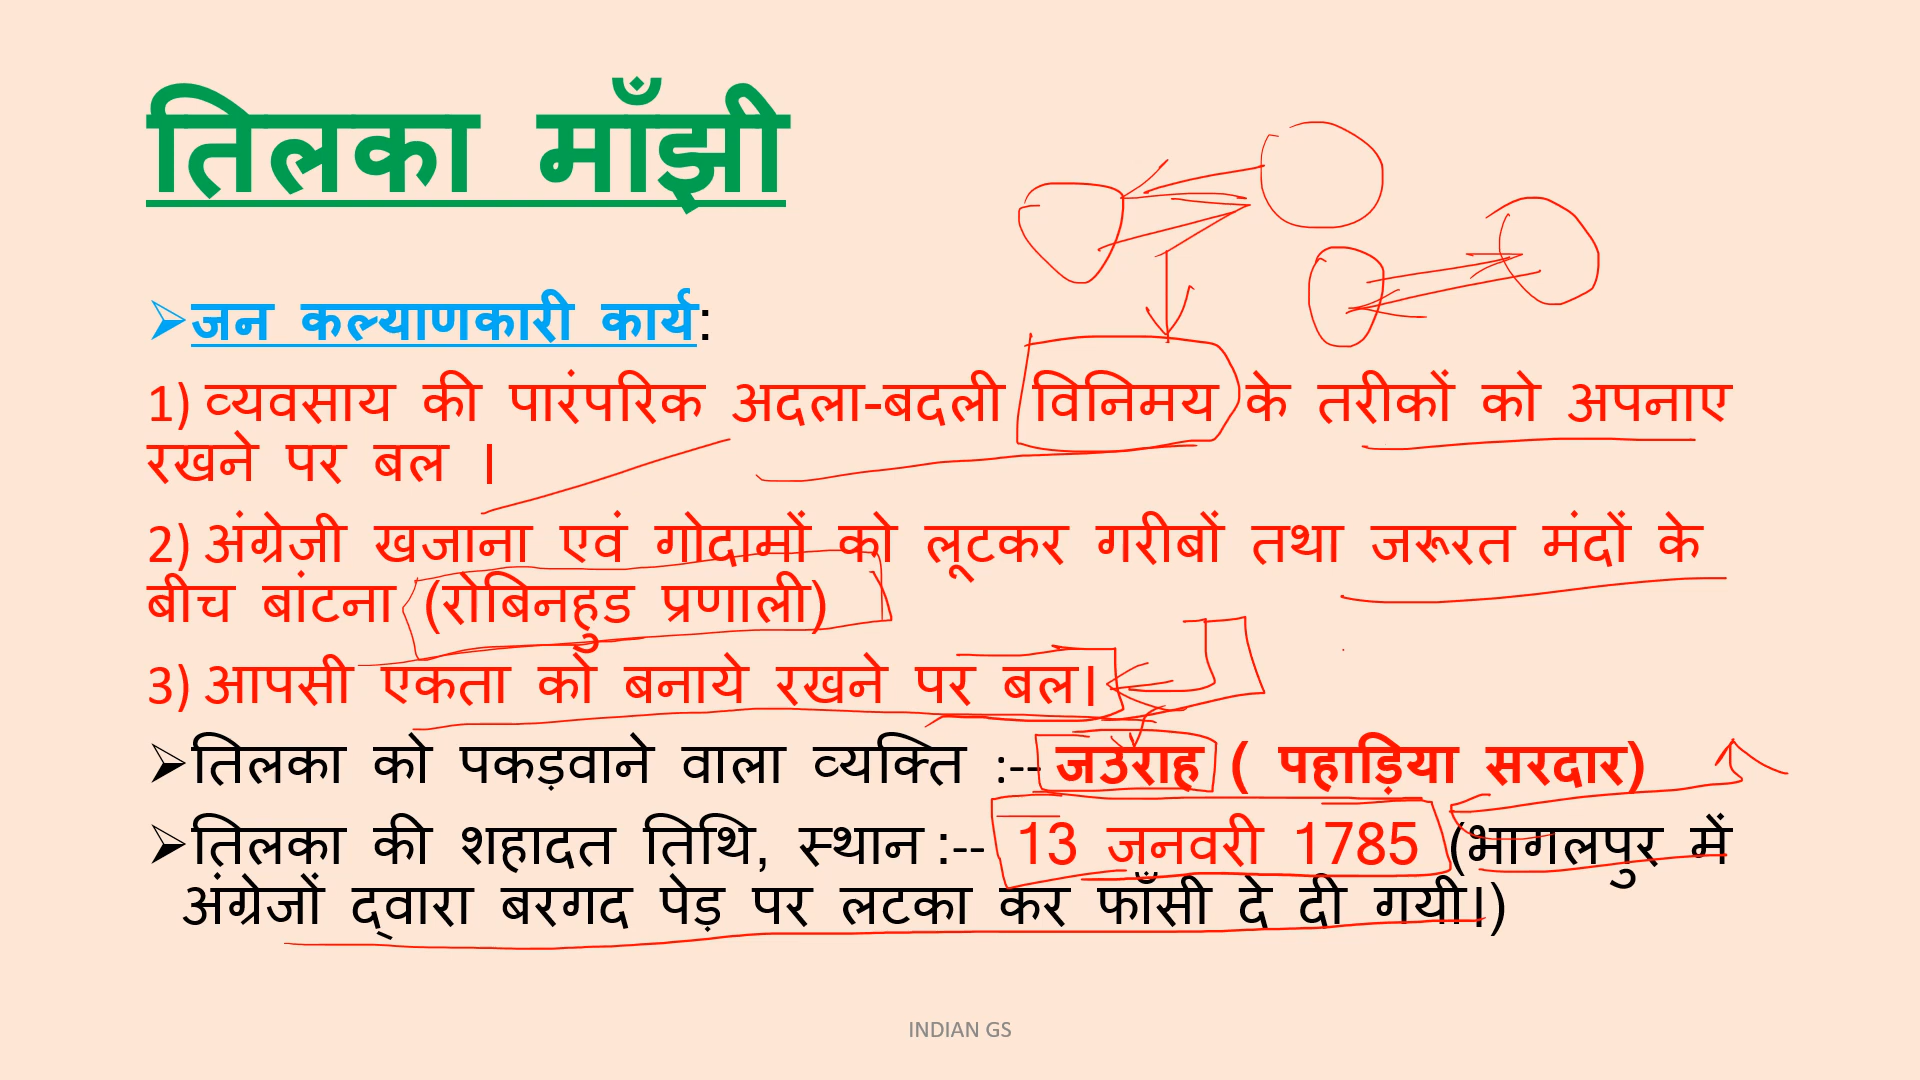 तिलका माँझी
➢जन कल्याणकारी कार्य:
1) व्यवसाय की पारंपरिक अदला-बदली विनिमय के तरीकों को अपनाए
रखने पर बल ।
2) अंग्रेजी खजाना एवं गोदामों को लूटकर गरीबों तथा जरूरत मंदों के
बीच बांटना (रोबिनहुड प्रणाली)
3) आपसी एकता को बनाये रखने पर बल।
➢तिलका को पकड़वाने वाला व्यक्ति :-- जउराह ( पहाड़िया सरदार)
➢तिलका की शहादत तिथि, स्थान :-- 13 जनवरी 1785 (भागलपुर में
अंग्रेजों द्वारा बरगद पेड़ पर लटका कर फाँसी दे दी गयी।)
INDIAN GS